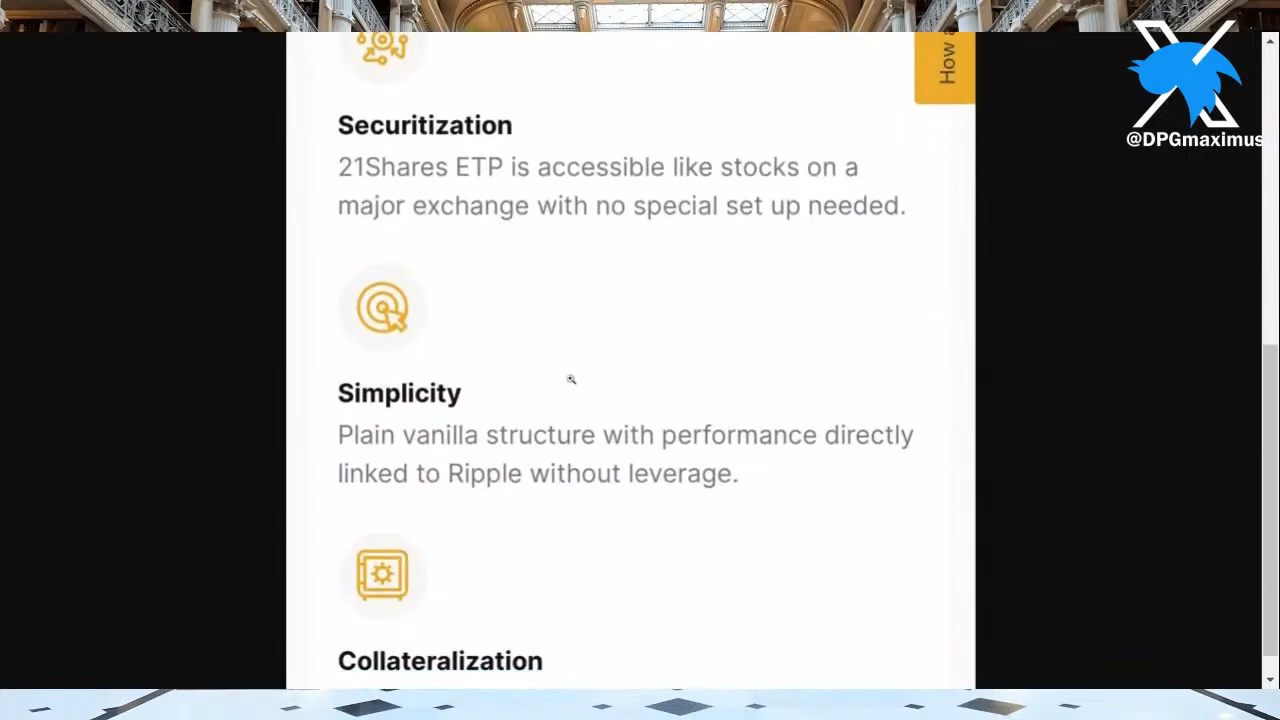 How a
@DPGmaximus
Securitization
21Shares ETP is accessible like stocks on a
major exchange with no special set up needed.
Simplicity
Plain vanilla structure with performance directly
linked to Ripple without leverage.
Collateralization